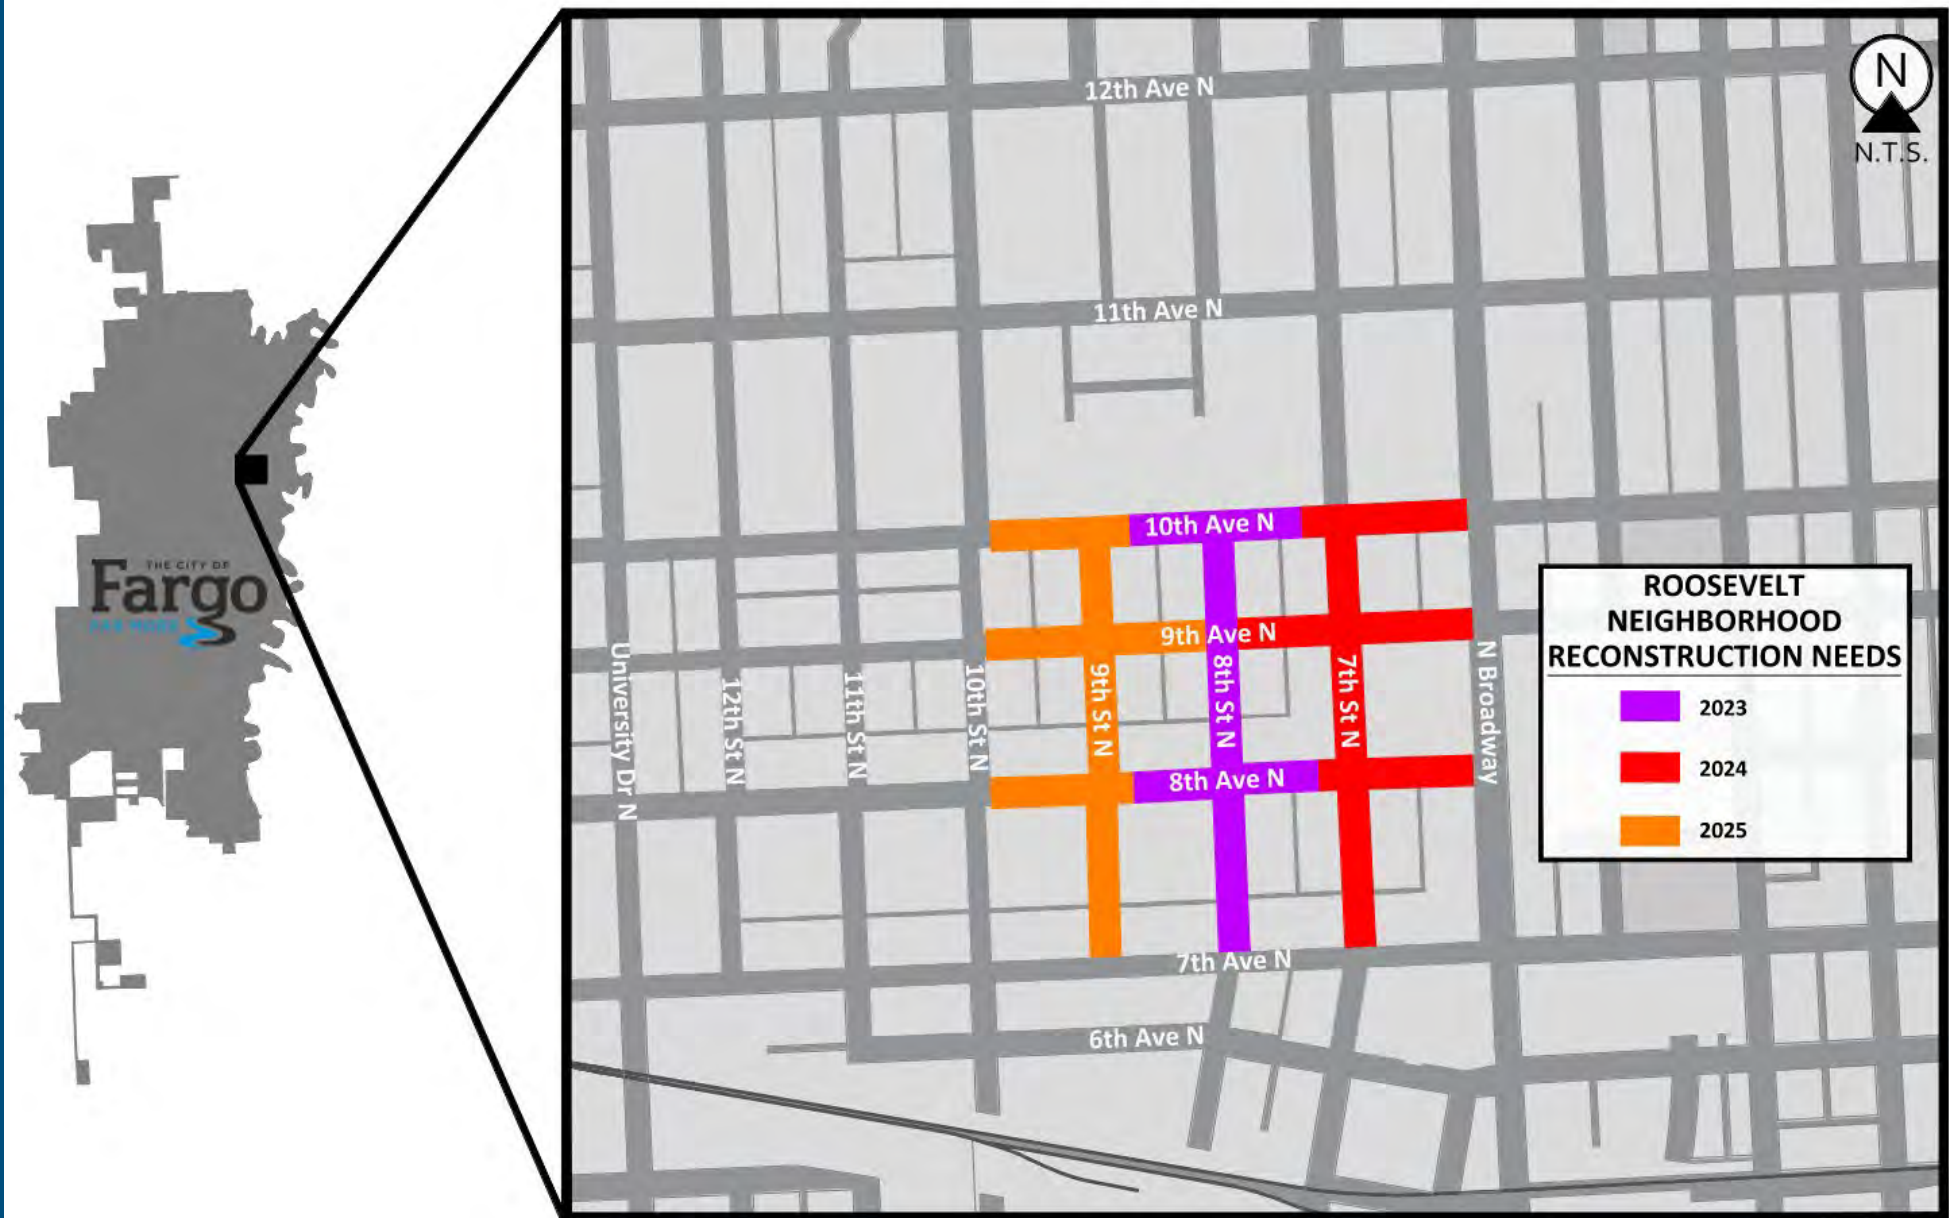 12th Ave N
N
N.T.S.
11th Ave N
THE CITY OF
Fargo
FAR MORE
10th Ave N
9th Ave N
University Dr N
12th St N
11th St N
10th St N
9th St N
8th St N
7th St N
N Broadway
8th Ave N
7th Ave N
6th Ave N
ROOSEVELT
NEIGHBORHOOD
RECONSTRUCTION NEEDS
2023
2024
2025